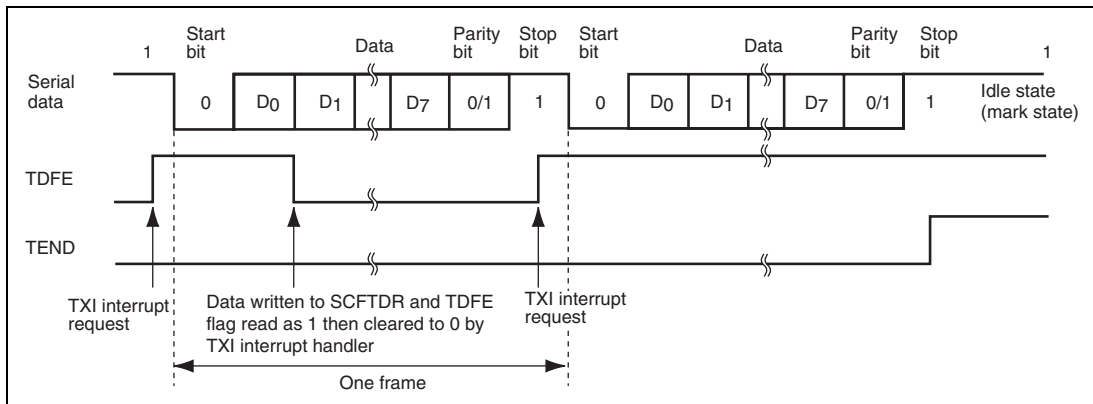 1
Start
bit
Data
Parity
bit
Stop
bit
Start
bit
Data
Parity
bit
Stop
bit
1
Serial
data
0
D0
D1
D7
0/1
1
0
D0
D1
D7
0/1
1
Idle state
(mark state)
TDFE
TEND
TXI interrupt
request
Data written to SCFTDR and TDFE
flag read as 1 then cleared to 0 by
TXI interrupt handler
TXI interrupt
request
One frame